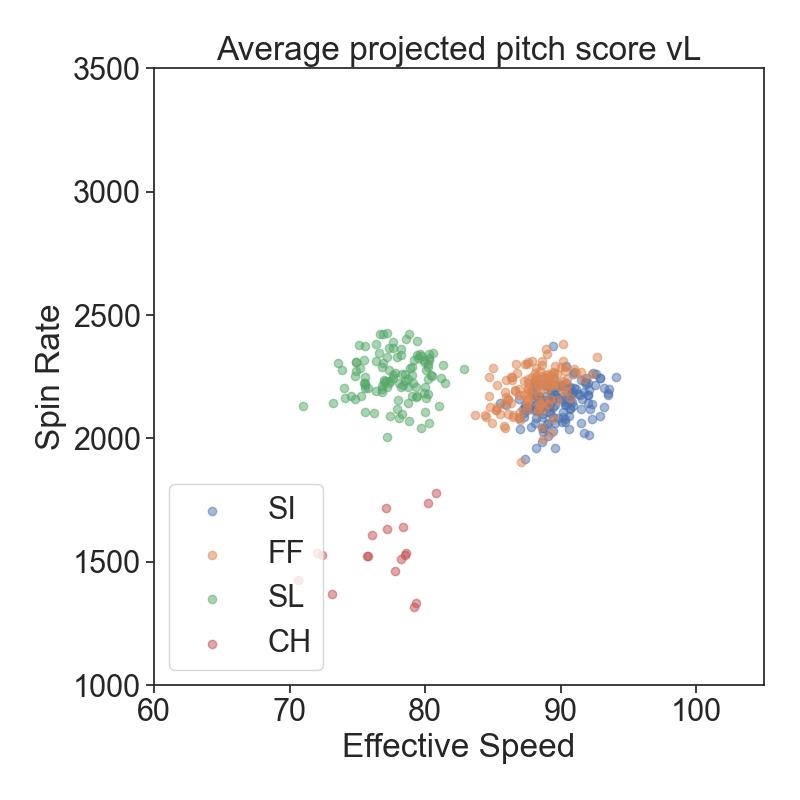 Average projected pitch score vL
3500
3000
2500
2000
1500
1000
Spin Rate
SI
FF
SL
CH
60 70 80 90 100
Effective Speed